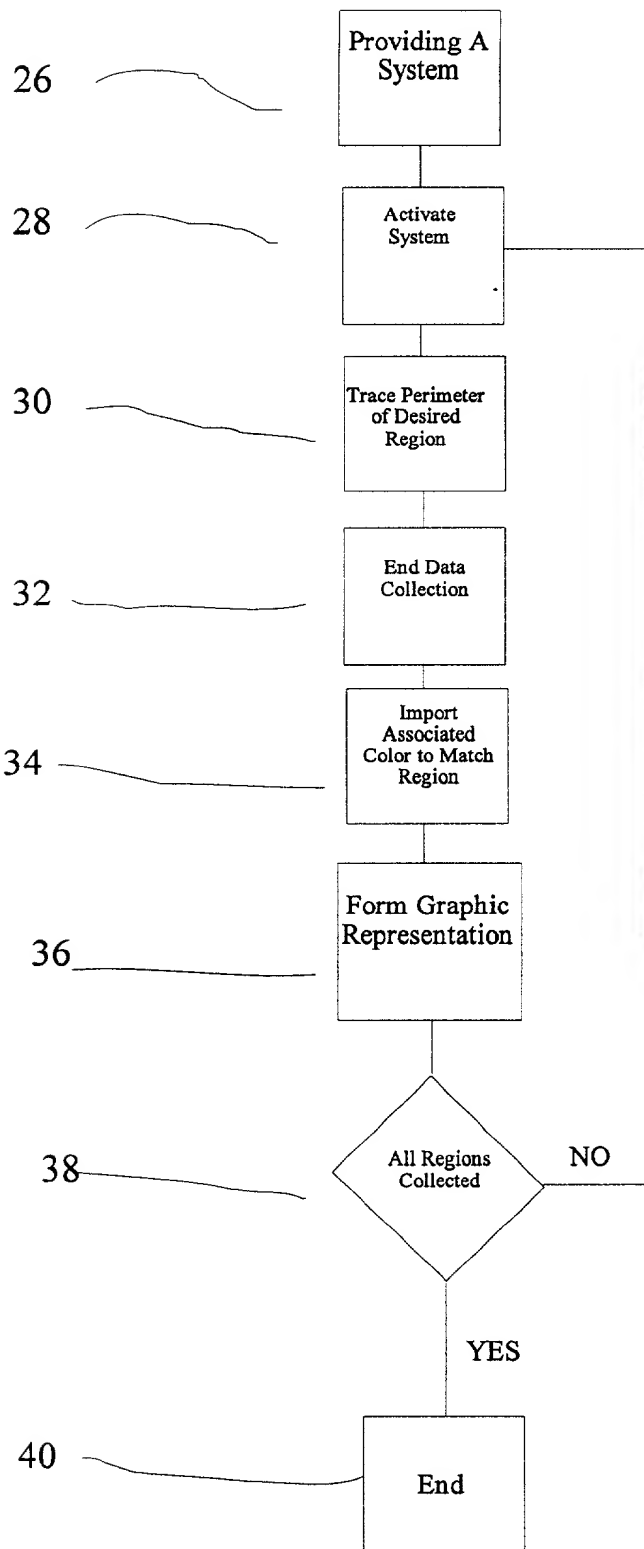 26
Providing A
System
28
Activate
System
30
Trace Perimeter
of Desired
Region
32
End Data
Collection
34
Import
Associated
Color to Match
Region
36
Form Graphic
Representation
38
All Regions
Collected
NO
YES
40
End